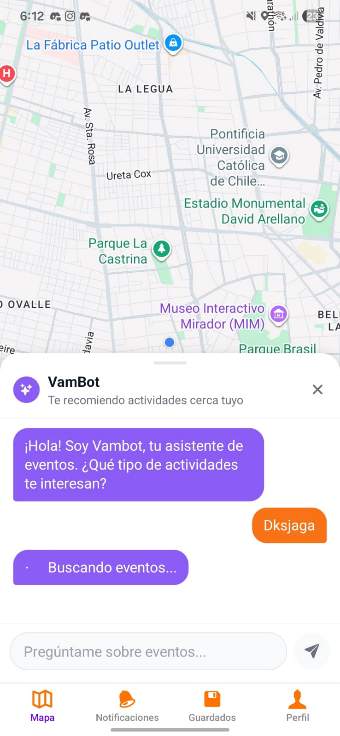 6:12
La Fábrica Patio Outlet
H
LA LEGUA
Av. Sta. Rosa
Av. Pedro de Valdivia
Pontificia
Universidad
Católica
de Chile...
Ureta Cox
Estadio Monumental
David Arellano
Parque La
Castrina
O OVALLE
Museo Interactivo
Mirador (MIM)
BEL
LA
eire
davia
Parque Brasil
VamBot
Te recomiendo actividades cerca tuyo
¡Hola! Soy Vambot, tu asistente de
eventos. ¿Qué tipo de actividades
te interesan?
Dksjaga
Buscando eventos...
Pregúntame sobre eventos...
Mapa
Notificaciones
Guardados
Perfil